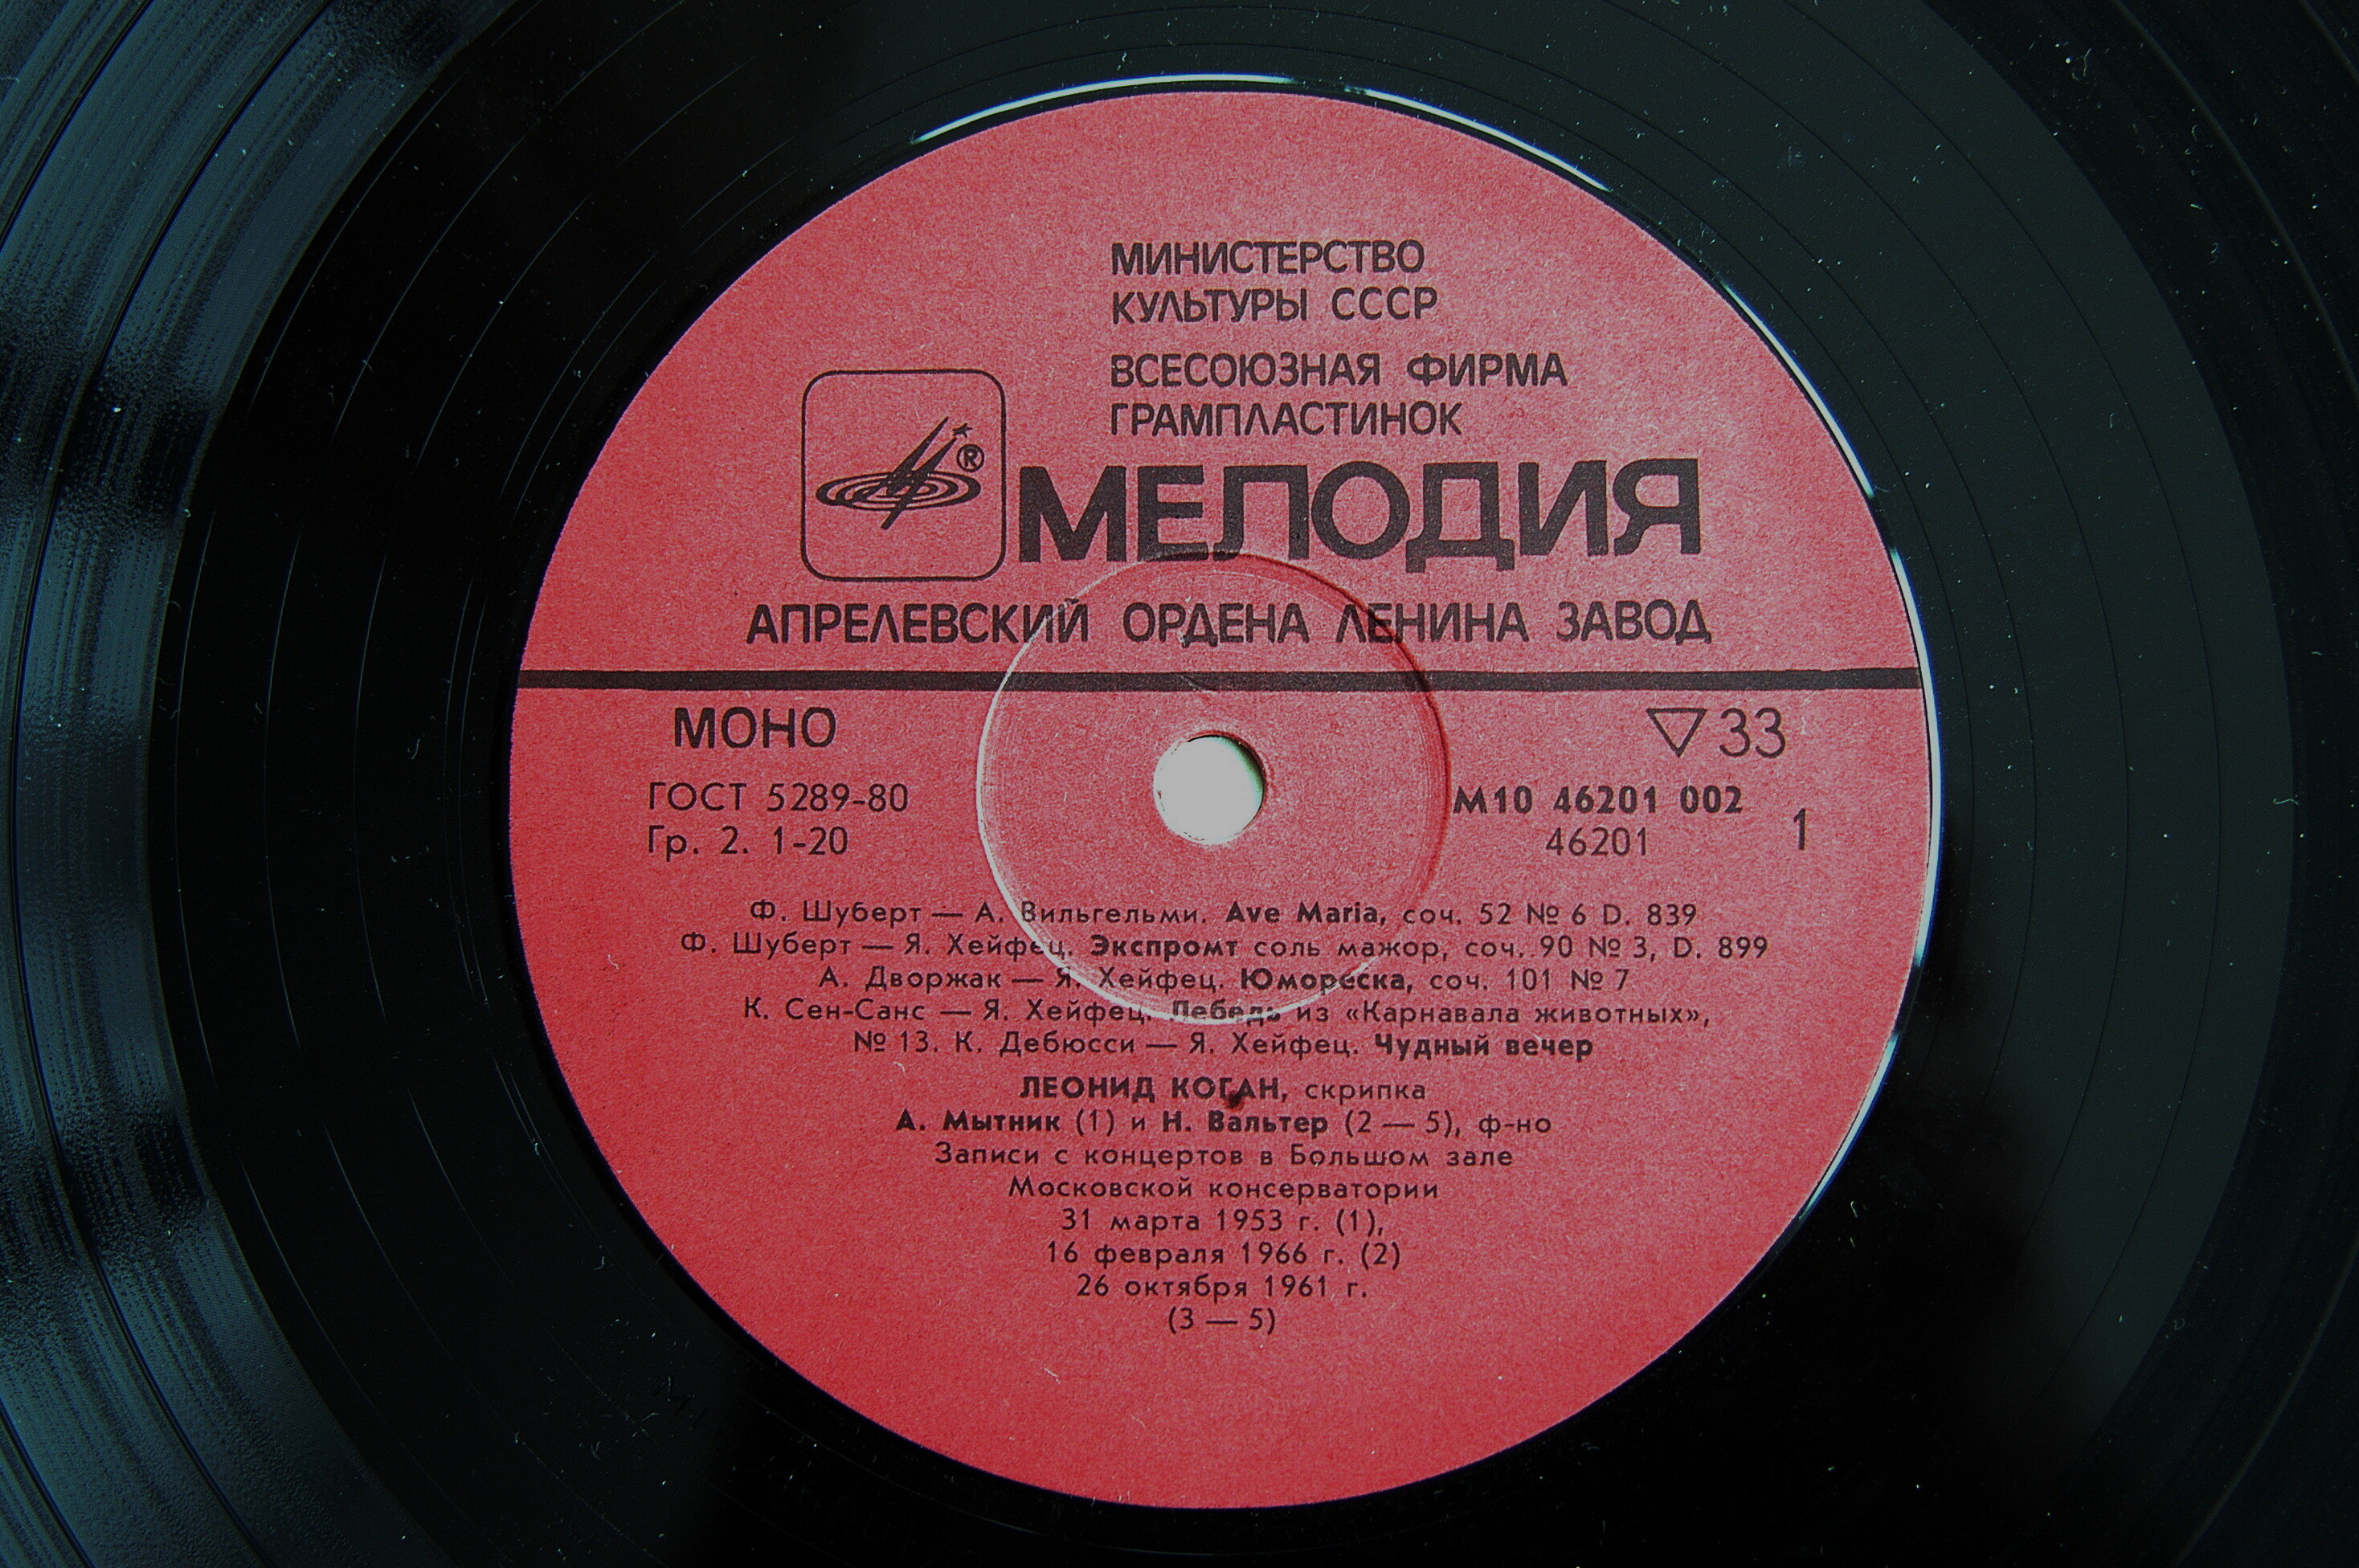 МИНИСТЕРСТВО
КУЛЬТУРЫ СССР
ВСЕСОЮЗНАЯ ФИРМА
ГРАМПЛАСТИНОК
®
МЕЛОДИЯ
АПРЕЛЕВСКИЙ ОРДЕНА ЛЕНИНА ЗАВОД
МОНО
▽33
ГОСТ 5289-80
М10 46201 002
Гр. 2. 1-20
46201
1
Ф. Шуберт — А. Вильгельми. Ave Maria, соч. 52 № 6 D. 839
Ф. Шуберт — Я. Хейфец. Экспромт соль мажор, соч. 90 № 3, D. 899
А. Дворжак — Я. Хейфец. Юмореска, соч. 101 № 7
К. Сен-Санс — Я. Хейфец. Лебедь из «Карнавала животных»,
№ 13. К. Дебюсси — Я. Хейфец. Чудный вечер
ЛЕОНИД КОГАН, скрипка
А. Мытник (1) и Н. Вальтер (2 — 5), ф-но
Записи с концертов в Большом зале
Московской консерватории
31 марта 1953 г. (1),
16 февраля 1966 г. (2)
26 октября 1961 г.
(3 — 5)